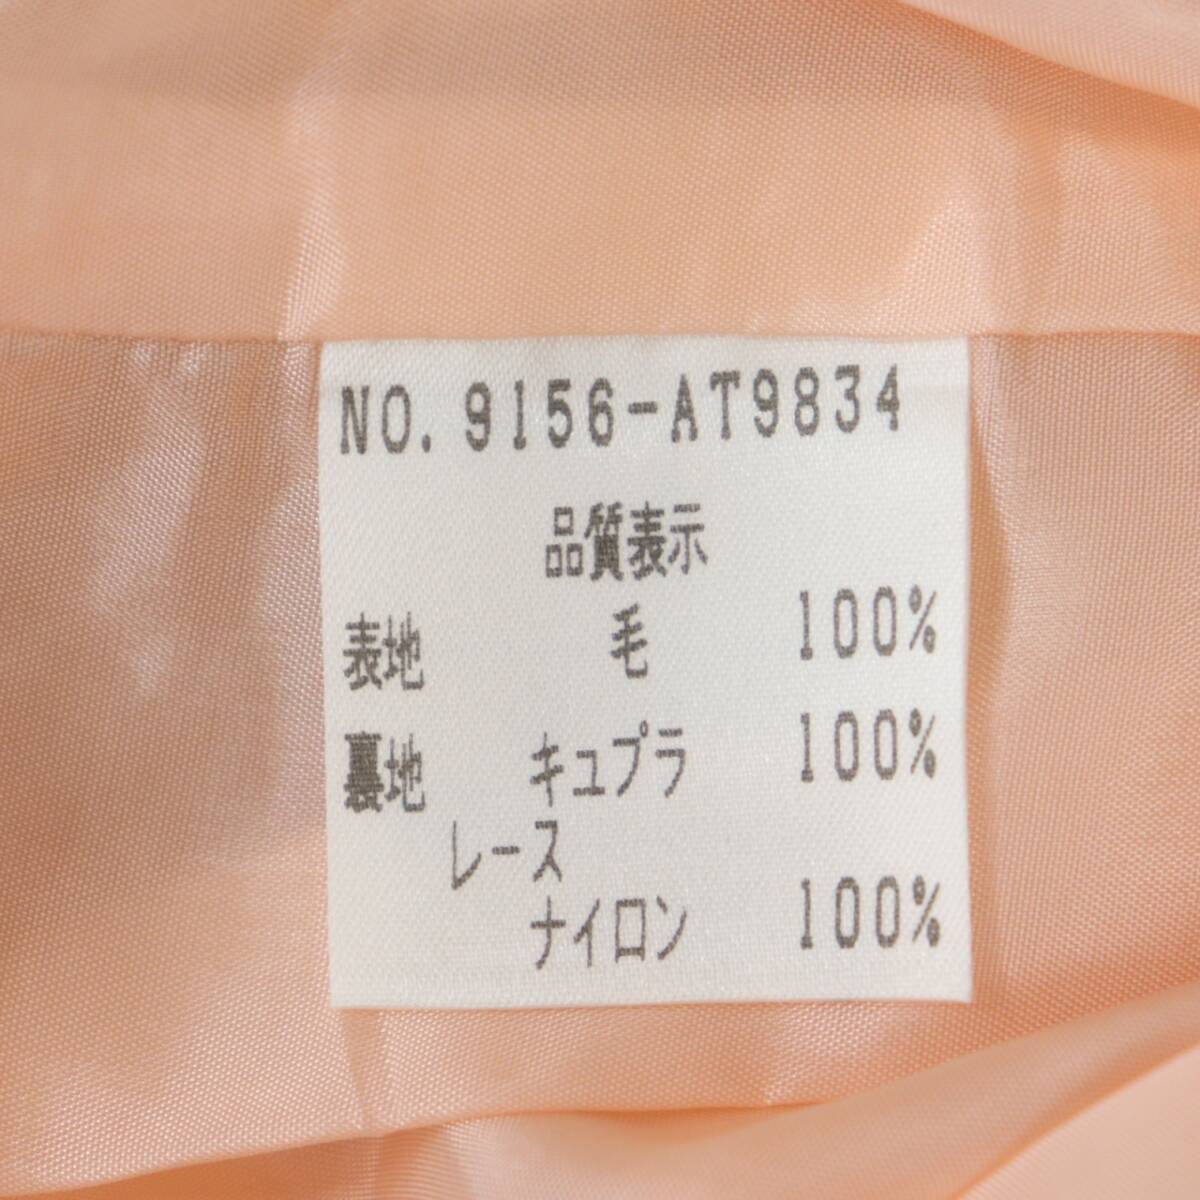 NO. 9156-AT9834
品質表示
表地 毛 100%
裏地 キュプラ 100%
レース
ナイロン 100%